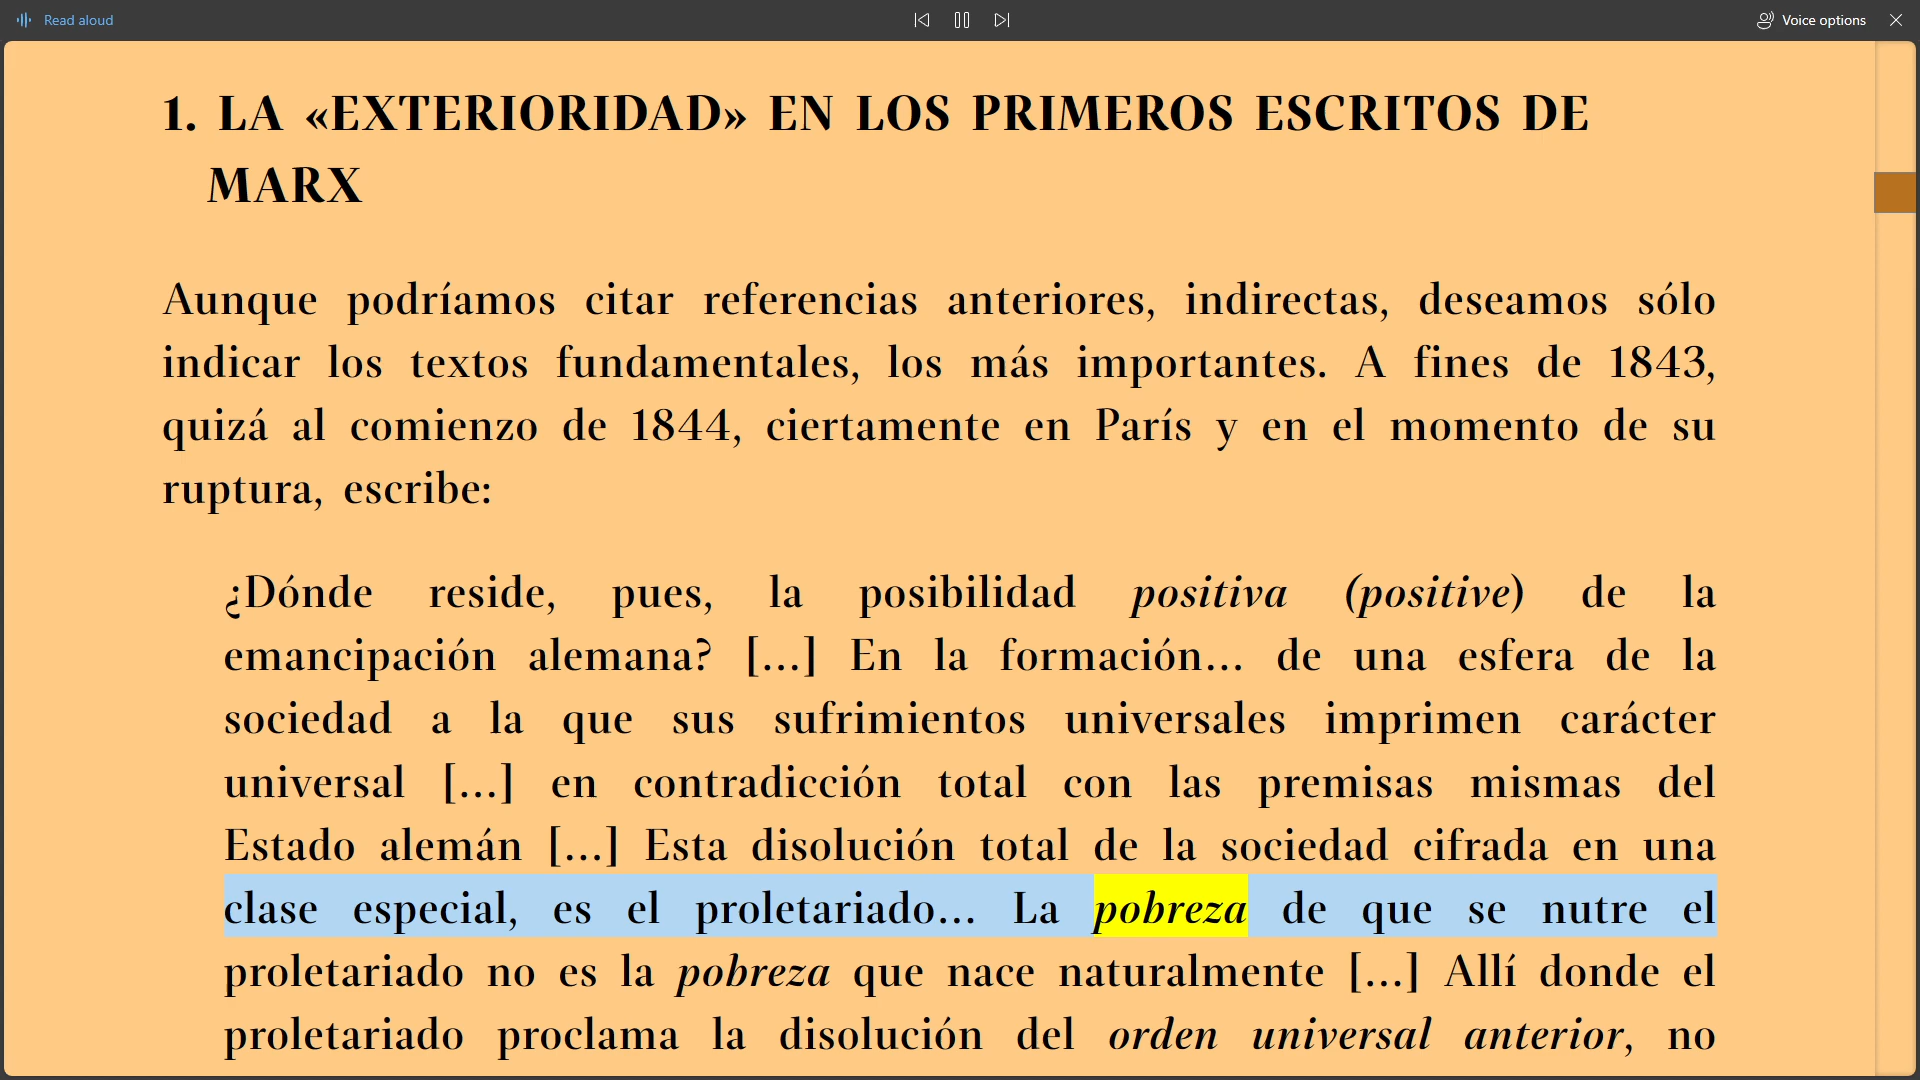 Read aloud
Voice options
1. LA «EXTERIORIDAD» EN LOS PRIMEROS ESCRITOS DE
MARX
Aunque podríamos citar referencias anteriores, indirectas, deseamos sólo
indicar los textos fundamentales, los más importantes. A fines de 1843,
quizá al comienzo de 1844, ciertamente en París y en el momento de su
ruptura, escribe:
¿Dónde reside, pues, la posibilidad positiva (positive) de la
emancipación alemana? [...] En la formación... de una esfera de la
sociedad a la que sus sufrimientos universales imprimen carácter
universal [...] en contradicción total con las premisas mismas del
Estado alemán [...] Esta disolución total de la sociedad cifrada en una
clase especial, es el proletariado... La pobreza de que se nutre el
proletariado no es la pobreza que nace naturalmente [...] Allí donde el
proletariado proclama la disolución del orden universal anterior, no